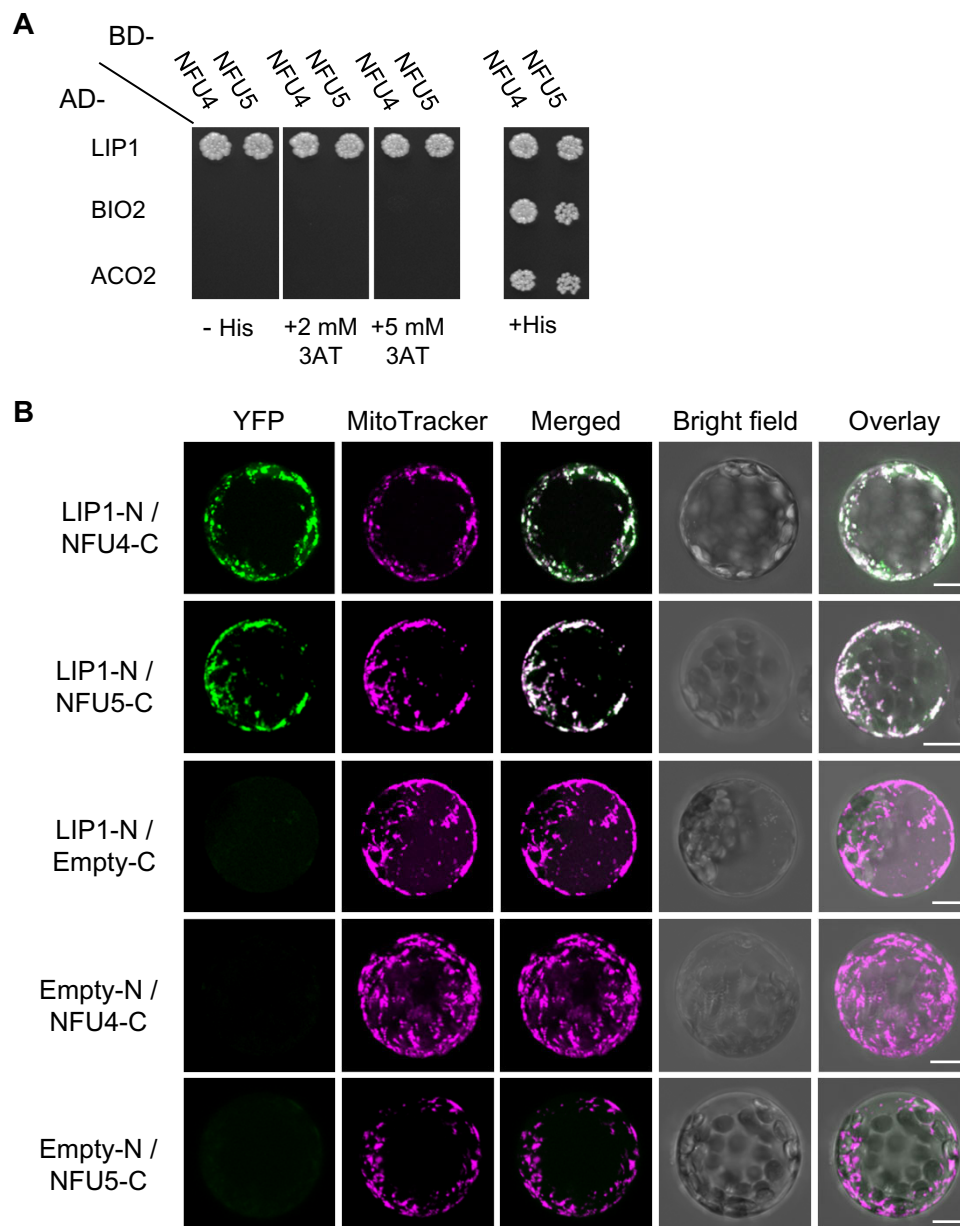 A
BD-
NFU4 NFU5 NFU4 NFU5 NFU4 NFU5 NFU4 NFU5
AD-
LIP1
BIO2
ACO2
- His +2 mM 3AT +5 mM 3AT +His
B
YFP MitoTracker Merged Bright field Overlay
LIP1-N /
NFU4-C
LIP1-N /
NFU5-C
LIP1-N /
Empty-C
Empty-N /
NFU4-C
Empty-N /
NFU5-C